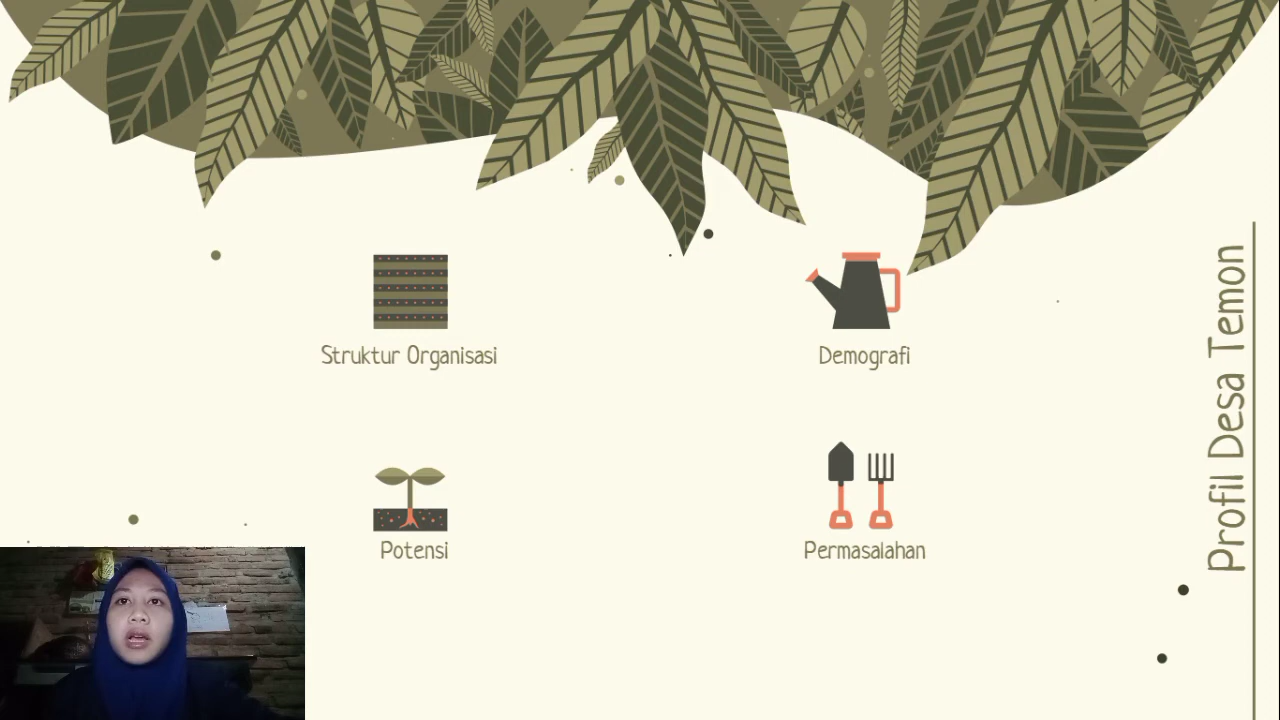 Struktur Organisasi
Demografi
Potensi
Permasalahan
Profil Desa Temon